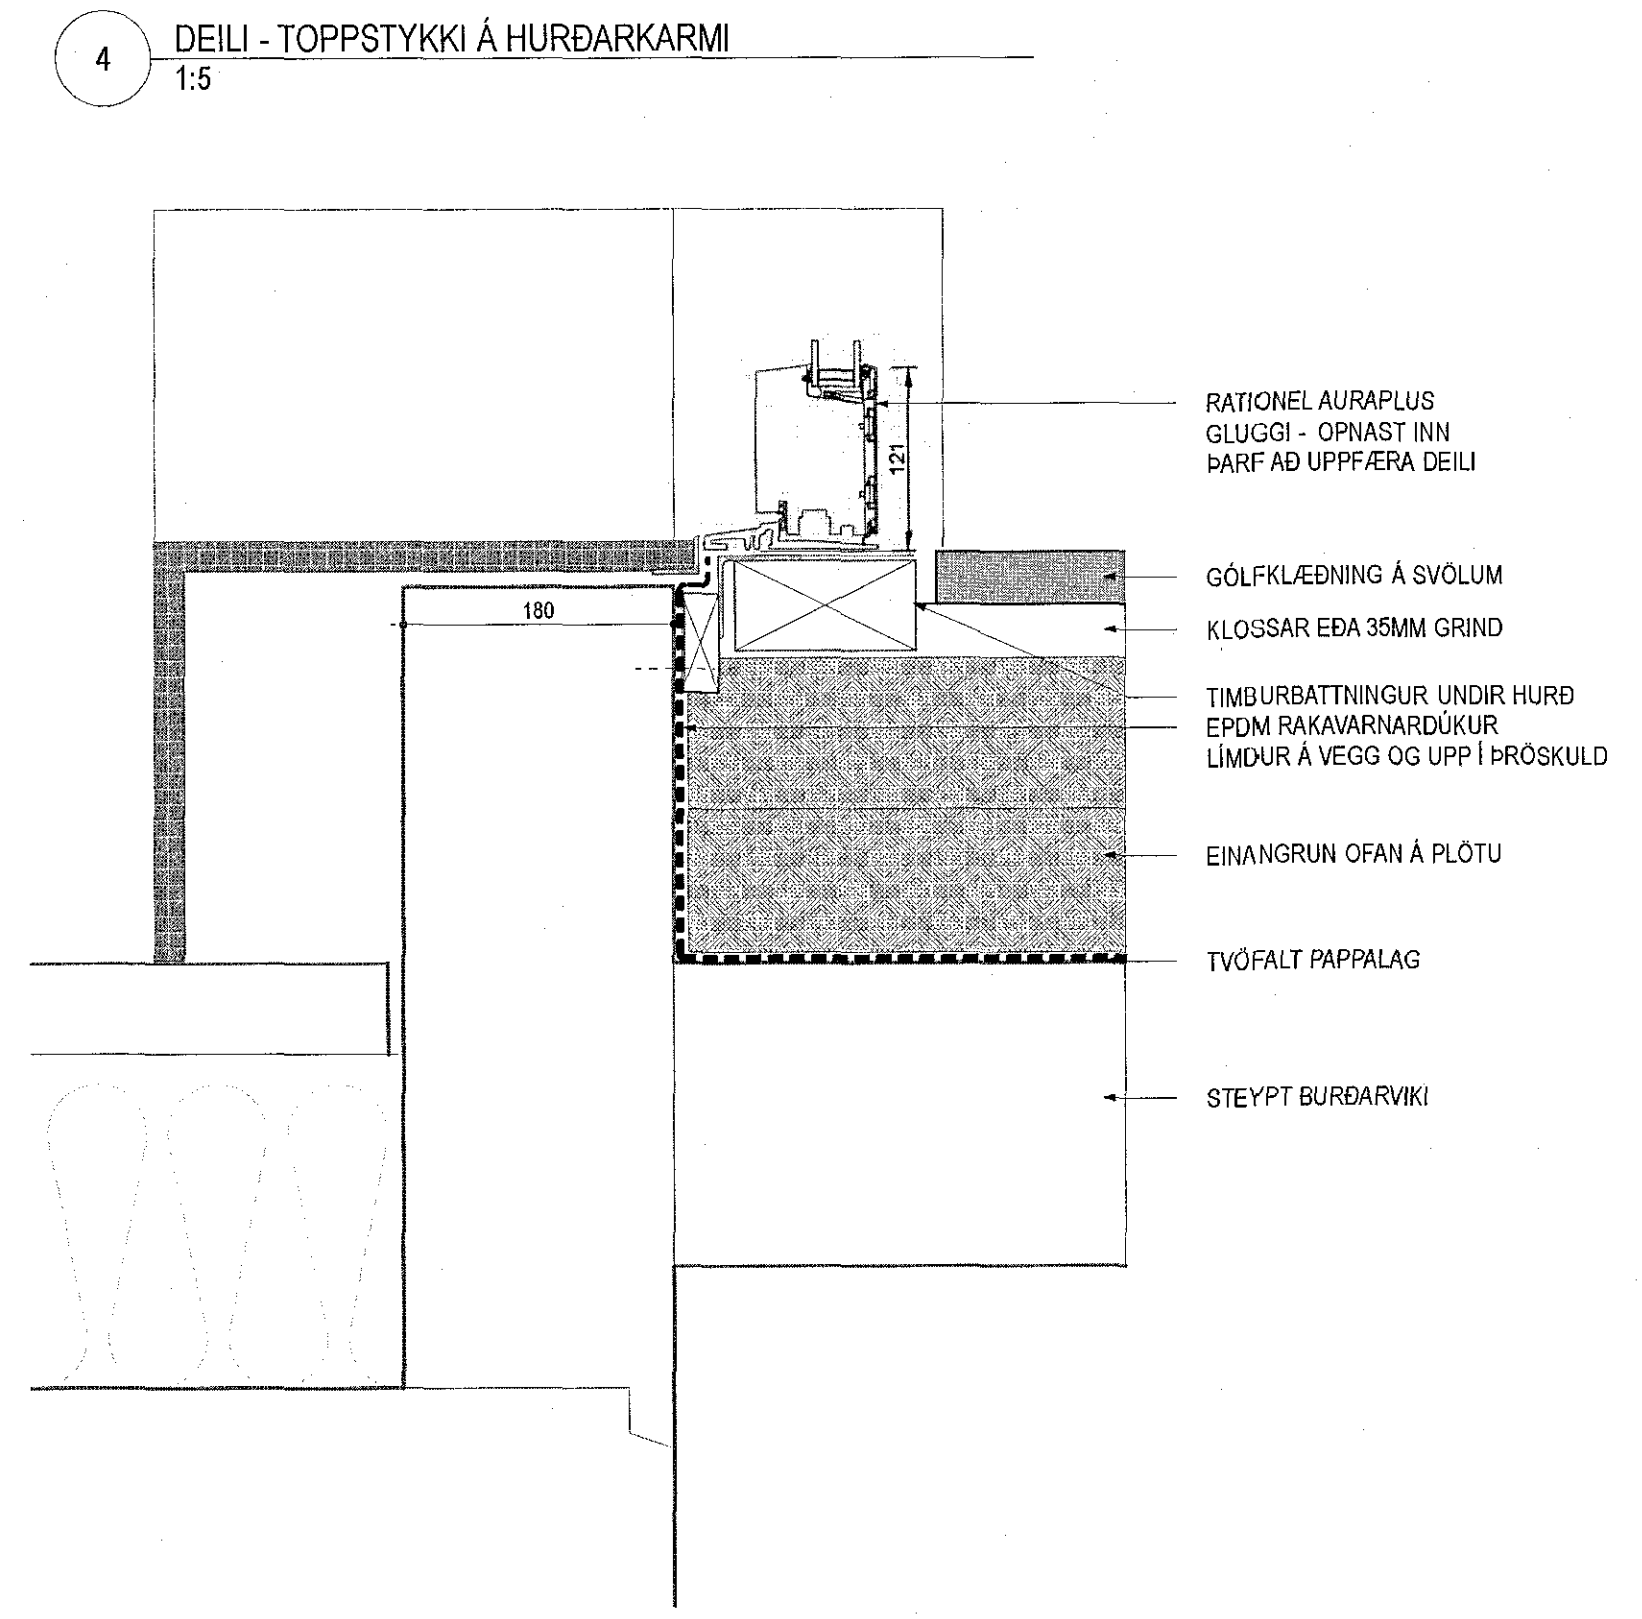 4
DEILI - TOPPSTYKKI Á HURÐARKARMI
1:5
RATIONEL AURAPLUS
GLUGGI - OPNAST INN
ÞARF AÐ UPPFÆRA DEILI
121
GÓLFKLÆÐNING Á SVÖLUM
180
KLOSSAR EÐA 35MM GRIND
TIMBURBATTNINGUR UNDIR HURÐ
EPDM RAKAVARNARDÚKUR
LÍMDUR Á VEGG OG UPP Í ÞRÖSKULD
EINANGRUN OFAN Á PLÖTU
TVÖFALT PAPPALAG
STEYPT BURÐARVIKI